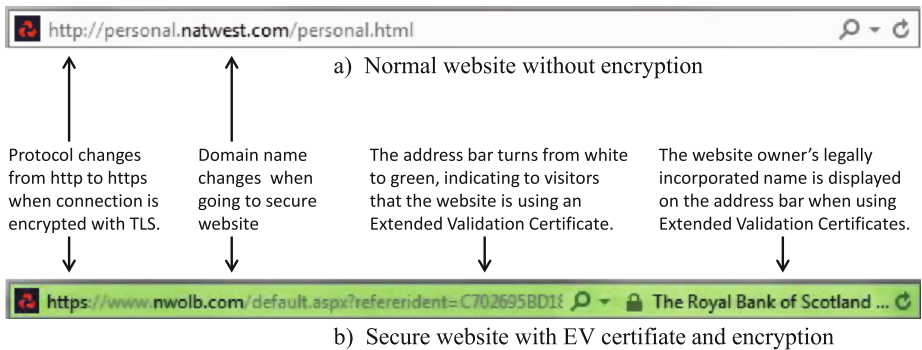 http://personal.natwest.com/personal.html
a) Normal website without encryption
Protocol changes
from http to https
when connection is
encrypted with TLS.
Domain name
changes when
going to secure
website
The address bar turns from white
to green, indicating to visitors
that the website is using an
Extended Validation Certificate.
The website owner's legally
incorporated name is displayed
on the address bar when using
Extended Validation Certificates.
https://www.nwolb.com/default.aspx?refererident=C702695BD18 The Royal Bank of Scotland ...
b) Secure website with EV certifiate and encryption